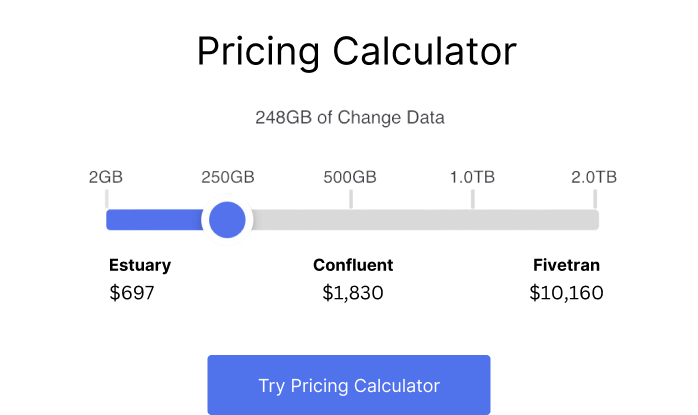 Pricing Calculator
248GB of Change Data
2GB 250GB 500GB 1.0TB 2.0TB
Estuary Confluent Fivetran
$697 $1,830 $10,160
Try Pricing Calculator